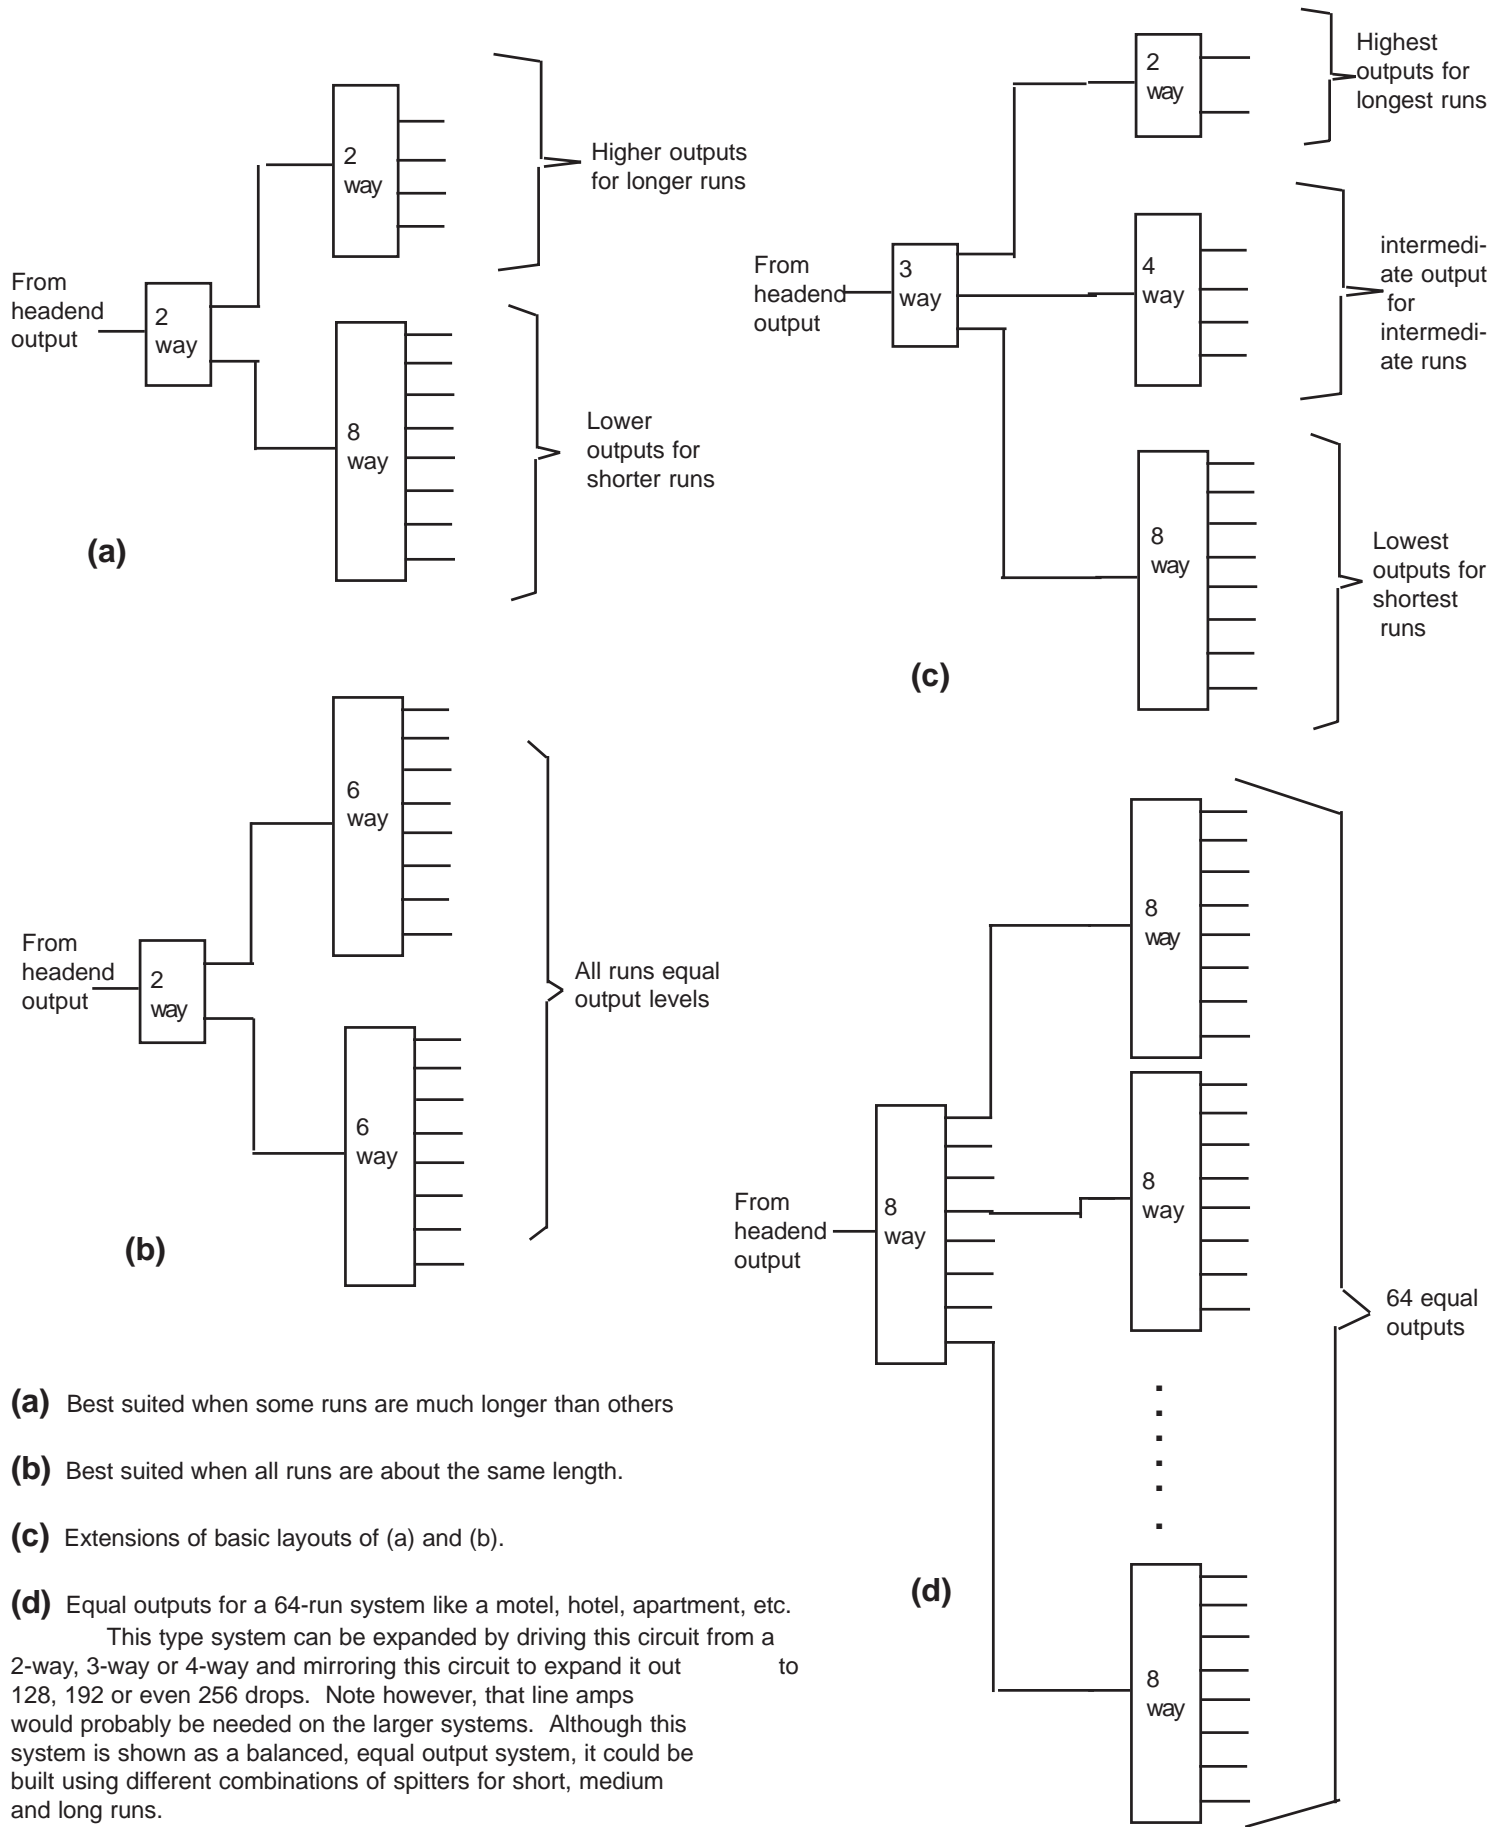 2
way
Higher outputs
for longer runs
From
headend
output
2
way
8
way
Lower
outputs for
shorter runs
(a)
2
way
Highest
outputs for
longest runs
From
headend
output
3
way
4
way
intermedi-
ate output
for
intermedi-
ate runs
8
way
Lowest
outputs for
shortest
runs
(c)
6
way
From
headend
output
2
way
All runs equal
output levels
6
way
(b)
8
way
From
headend
output
8
way
8
way
64 equal
outputs
8
way
(d)
(a) Best suited when some runs are much longer than others
(b) Best suited when all runs are about the same length.
(c) Extensions of basic layouts of (a) and (b).
(d) Equal outputs for a 64-run system like a motel, hotel, apartment, etc.
This type system can be expanded by driving this circuit from a
2-way, 3-way or 4-way and mirroring this circuit to expand it out to
128, 192 or even 256 drops. Note however, that line amps
would probably be needed on the larger systems. Although this
system is shown as a balanced, equal output system, it could be
built using different combinations of spitters for short, medium
and long runs.